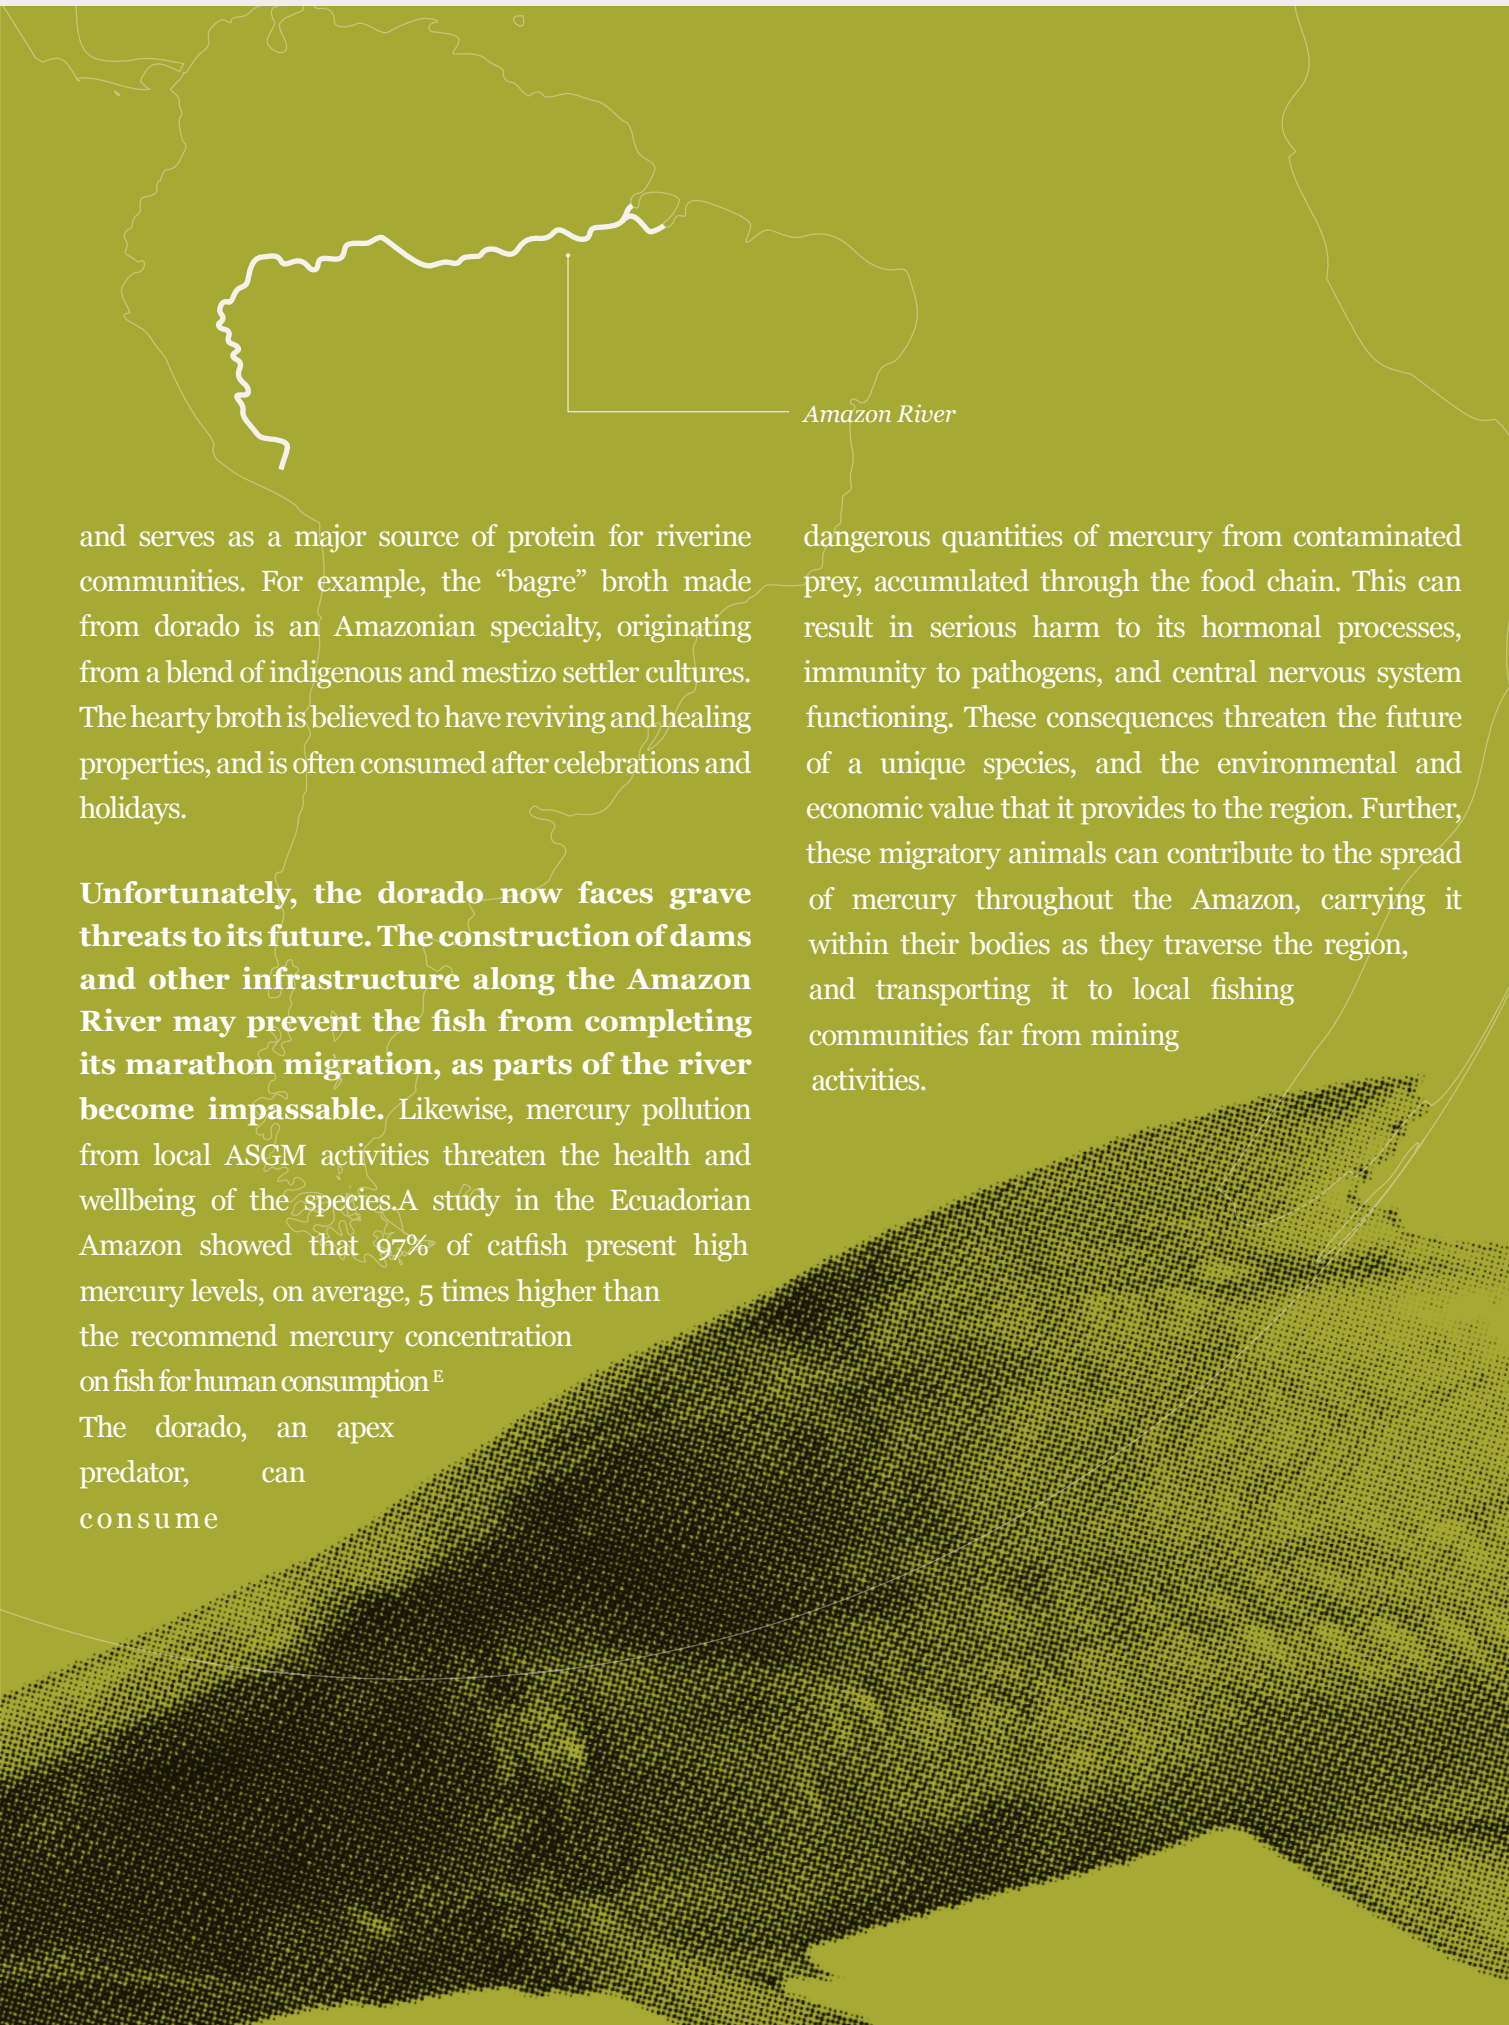 Amazon River
and serves as a major source of protein for riverine
communities. For example, the “bagre” broth made
from dorado is an Amazonian specialty, originating
from a blend of indigenous and mestizo settler cultures.
The hearty broth is believed to have reviving and healing
properties, and is often consumed after celebrations and
holidays.
Unfortunately, the dorado now faces grave
threats to its future. The construction of dams
and other infrastructure along the Amazon
River may prevent the fish from completing
its marathon migration, as parts of the river
become impassable. Likewise, mercury pollution
from local ASGM activities threaten the health and
wellbeing of the species.A study in the Ecuadorian
Amazon showed that 97% of catfish present high
mercury levels, on average, 5 times higher than
the recommend mercury concentration
on fish for human consumption E
The dorado, an apex
predator, can
consume
dangerous quantities of mercury from contaminated
prey, accumulated through the food chain. This can
result in serious harm to its hormonal processes,
immunity to pathogens, and central nervous system
functioning. These consequences threaten the future
of a unique species, and the environmental and
economic value that it provides to the region. Further,
these migratory animals can contribute to the spread
of mercury throughout the Amazon, carrying it
within their bodies as they traverse the region,
and transporting it to local fishing
communities far from mining
activities.